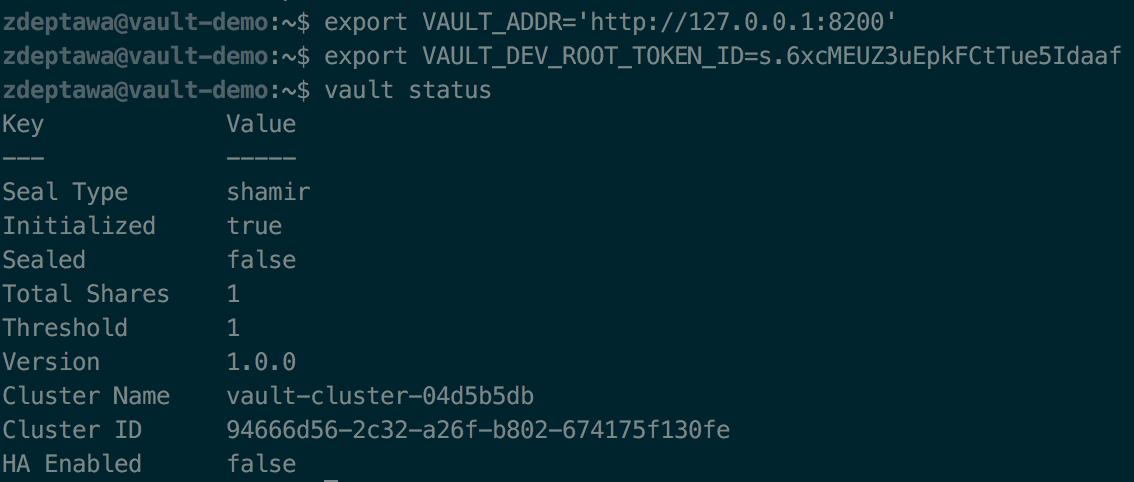 zdeptawa@vault-demo:~$ export VAULT_ADDR='http://127.0.0.1:8200'
zdeptawa@vault-demo:~$ export VAULT_DEV_ROOT_TOKEN_ID=s.6xcMEUZ3uEpkFCtTue5Idaaf
zdeptawa@vault-demo:~$ vault status
Key             Value
---             -----
Seal Type       shamir
Initialized     true
Sealed          false
Total Shares    1
Threshold       1
Version         1.0.0
Cluster Name    vault-cluster-04d5b5db
Cluster ID      94666d56-2c32-a26f-b802-674175f130fe
HA Enabled      false